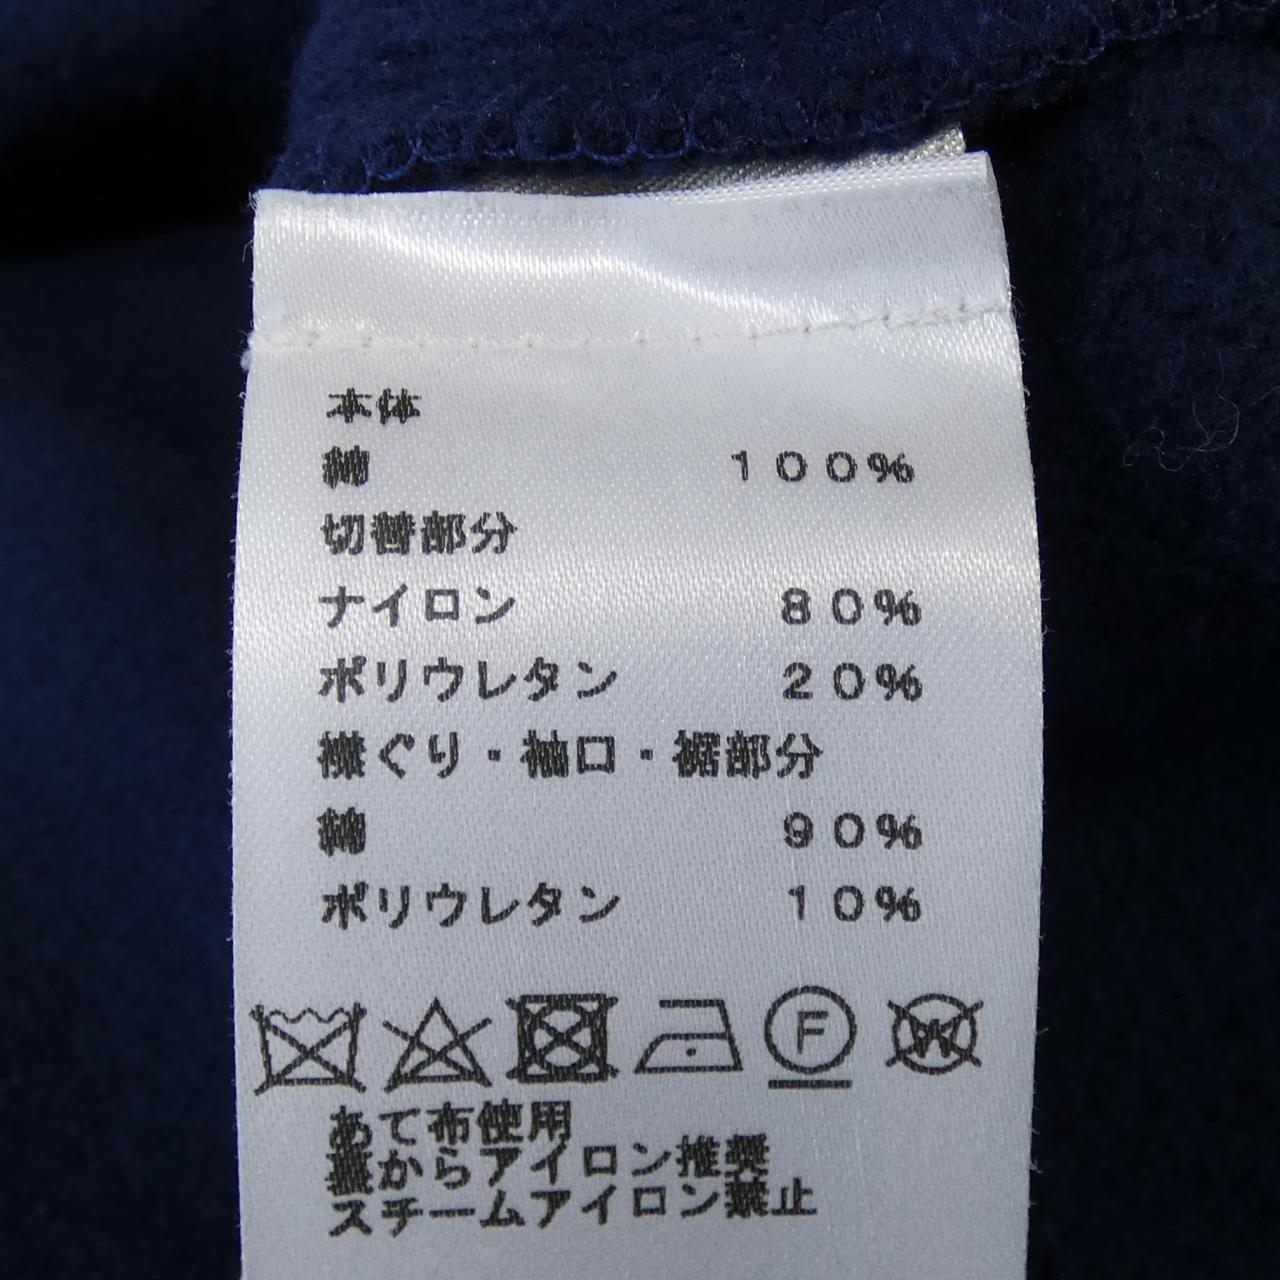 本体
綿 100%
切替部分
ナイロン 80%
ポリウレタン 20%
襟ぐり・袖口・裾部分
綿 90%
ポリウレタン 10%
F W
あて布使用
裏からアイロン推奨
スチームアイロン禁止